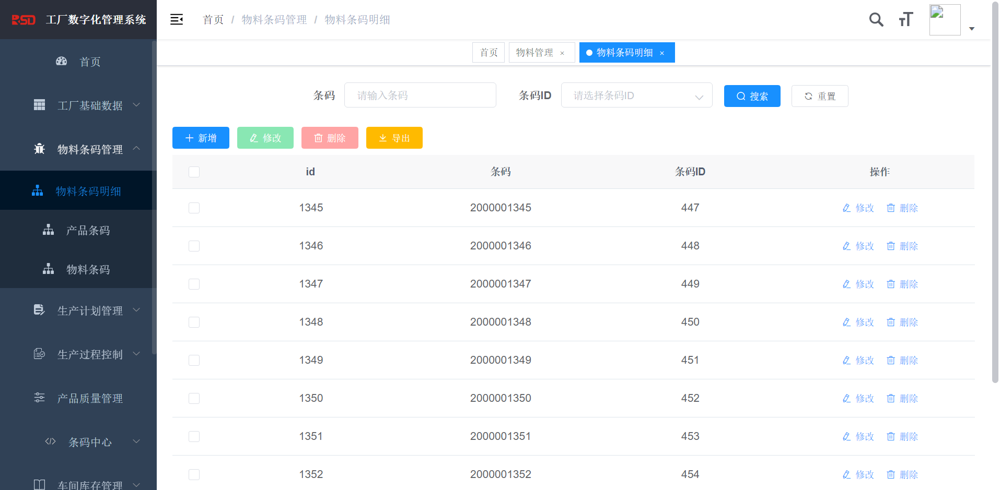 RSD 工厂数字化管理系统
首页 / 物料条码管理 / 物料条码明细
首页
物料管理 ×
物料条码明细 ×
首页
工厂基础数据
物料条码管理
物料条码明细
产品条码
物料条码
生产计划管理
生产过程控制
产品质量管理
条码中心
车间库存管理
条码 请输入条码 条码ID 请选择条码ID 搜索 重置
新增 修改 删除 导出
id 条码 条码ID 操作
1345 2000001345 447 修改 删除
1346 2000001346 448 修改 删除
1347 2000001347 449 修改 删除
1348 2000001348 450 修改 删除
1349 2000001349 451 修改 删除
1350 2000001350 452 修改 删除
1351 2000001351 453 修改 删除
1352 2000001352 454 修改 删除